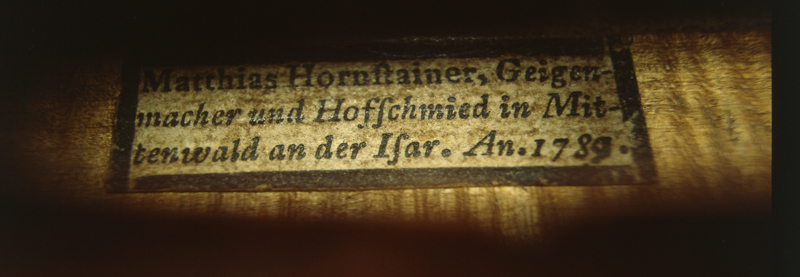 Matthias Hornſtainer, Geigen-
macher und Hofſchmied in Mit-
tenwald an der Iſar. An. 1789.